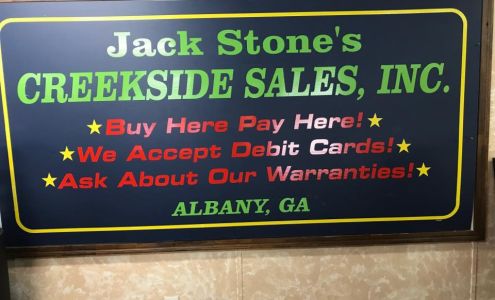 Jack Stone's
CREEKSIDE SALES, INC.
★Buy Here Pay Here!★
★We Accept Debit Cards!★
★Ask About Our Warranties!★
ALBANY, GA